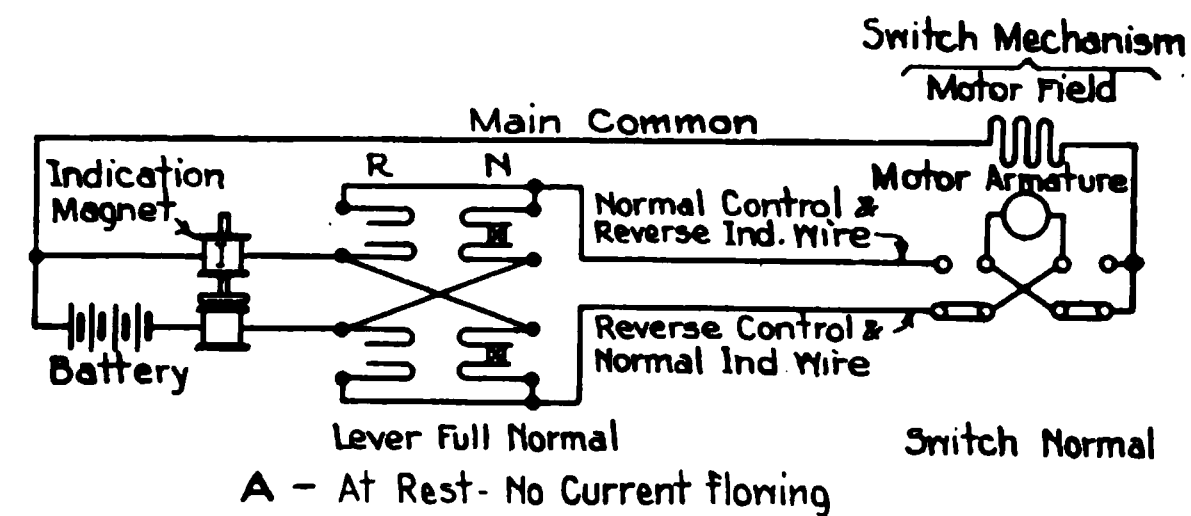 Switch Mechanism
Motor Field
Main Common
R
N
Indication
Magnet
Motor Armature
Normal Control &
Reverse Ind. Wire
Reverse Control &
Normal Ind. Wire
Battery
Lever Full Normal
Switch Normal
A - At Rest - No Current Flowing